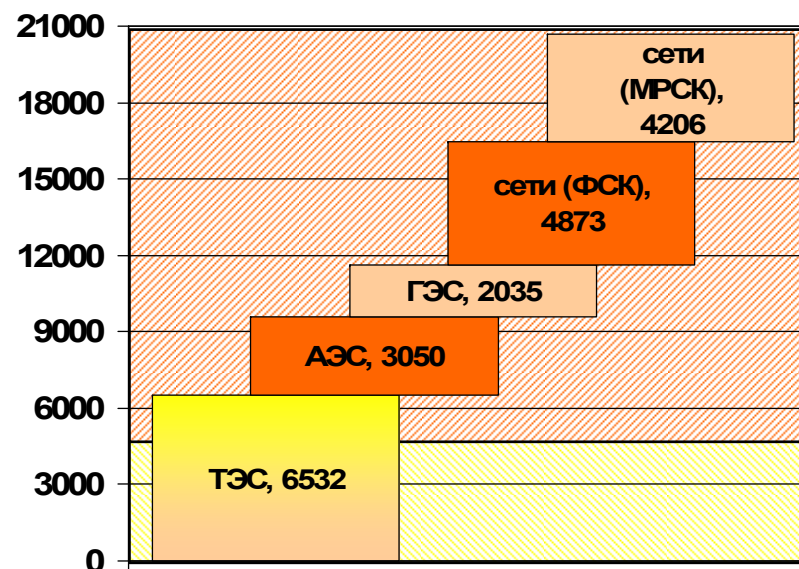 21000
18000
15000
12000
9000
6000
3000
0
сети
(МРСК),
4206
сети (ФСК),
4873
ГЭС, 2035
АЭС, 3050
ТЭС, 6532